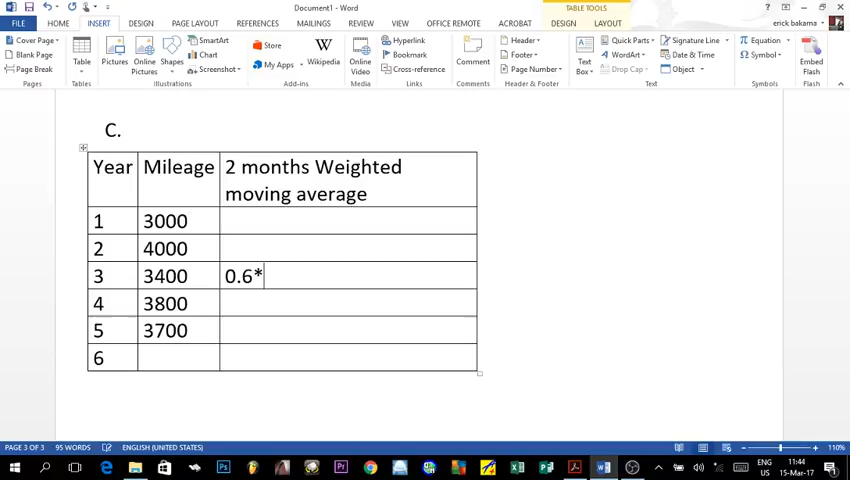 Document1 - Word
TABLE TOOLS
FILE
HOME
INSERT
DESIGN
PAGE LAYOUT
REFERENCES
MAILINGS
REVIEW
VIEW
OFFICE REMOTE
ACROBAT
DESIGN
LAYOUT
erick bakama
Cover Page
Blank Page
Page Break
Pages
Table
Tables
Pictures
Online Pictures
Shapes
SmartArt
Chart
Screenshot
Illustrations
Store
My Apps
Add-ins
W
Wikipedia
Online Video
Media
Hyperlink
Bookmark
Cross-reference
Links
Comment
Comments
Header
Footer
Page Number
Header & Footer
Text Box
Quick Parts
WordArt
Drop Cap
Signature Line
Date & Time
Object
Text
Equation
Symbol
Symbols
Embed Flash
Flash
C.
Year Mileage 2 months Weighted
moving average
1 3000
2 4000
3 3400 0.6*
4 3800
5 3700
6
PAGE 3 OF 3 95 WORDS ENGLISH (UNITED STATES) 110%
ENG
US
11:44
15-Mar-17